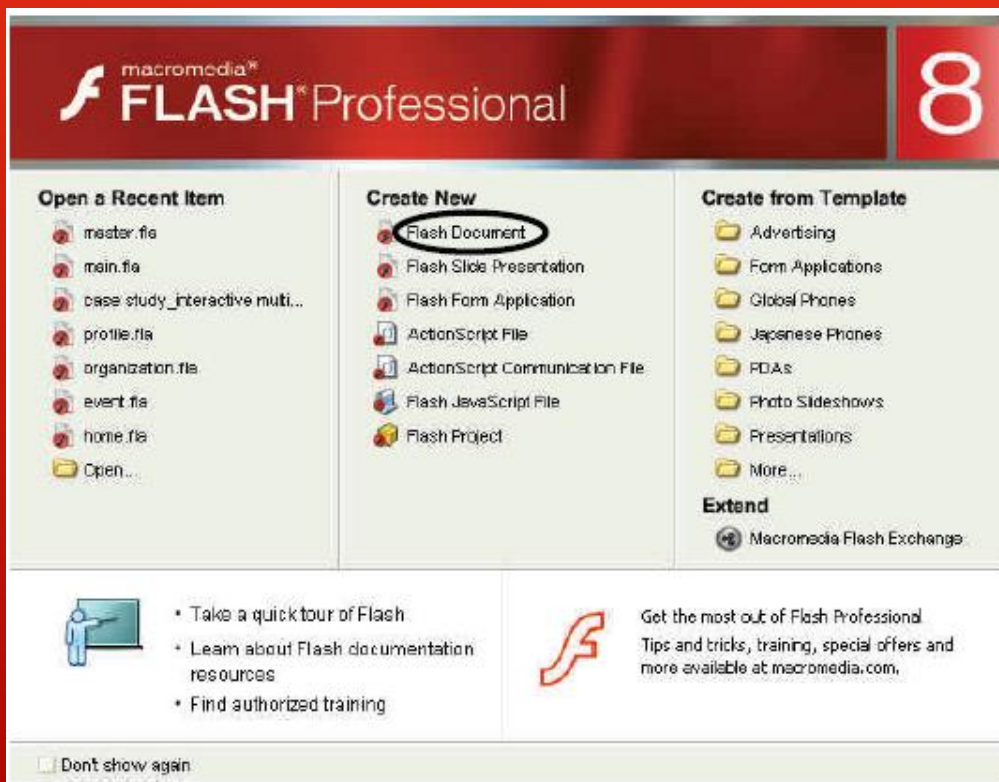 macromedia®
FLASH® Professional
8
Open a Recent Item
master.fla
main.fla
case study_interactive multi...
profile.fla
organization.fla
event.fla
home.fla
Open...
Create New
Flash Document
Flash Slide Presentation
Flash Form Application
ActionScript File
ActionScript Communication File
Flash JavaScript File
Flash Project
Create from Template
Advertising
Form Applications
Global Phones
Japanese Phones
PDAs
Photo Slideshows
Presentations
More...
Extend
Macromedia Flash Exchange
• Take a quick tour of Flash
• Learn about Flash documentation
resources
• Find authorized training
Get the most out of Flash Professional
Tips and tricks, training, special offers and
more available at macromedia.com.
Don't show again